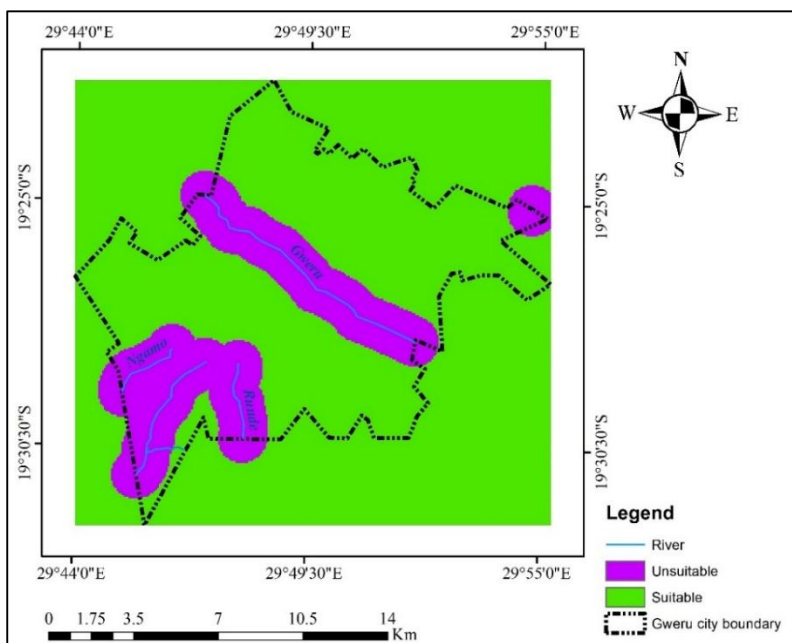 29°44'0"E
29°49'30"E
29°55'0"E
N
W
E
S
19°25'0"S
19°25'0"S
Gweru
Ngamo
Runde
19°30'30"S
19°30'30"S
Legend
River
Unsuitable
Suitable
Gweru city boundary
29°44'0"E
29°49'30"E
29°55'0"E
0 1.75 3.5 7 10.5 14
Km